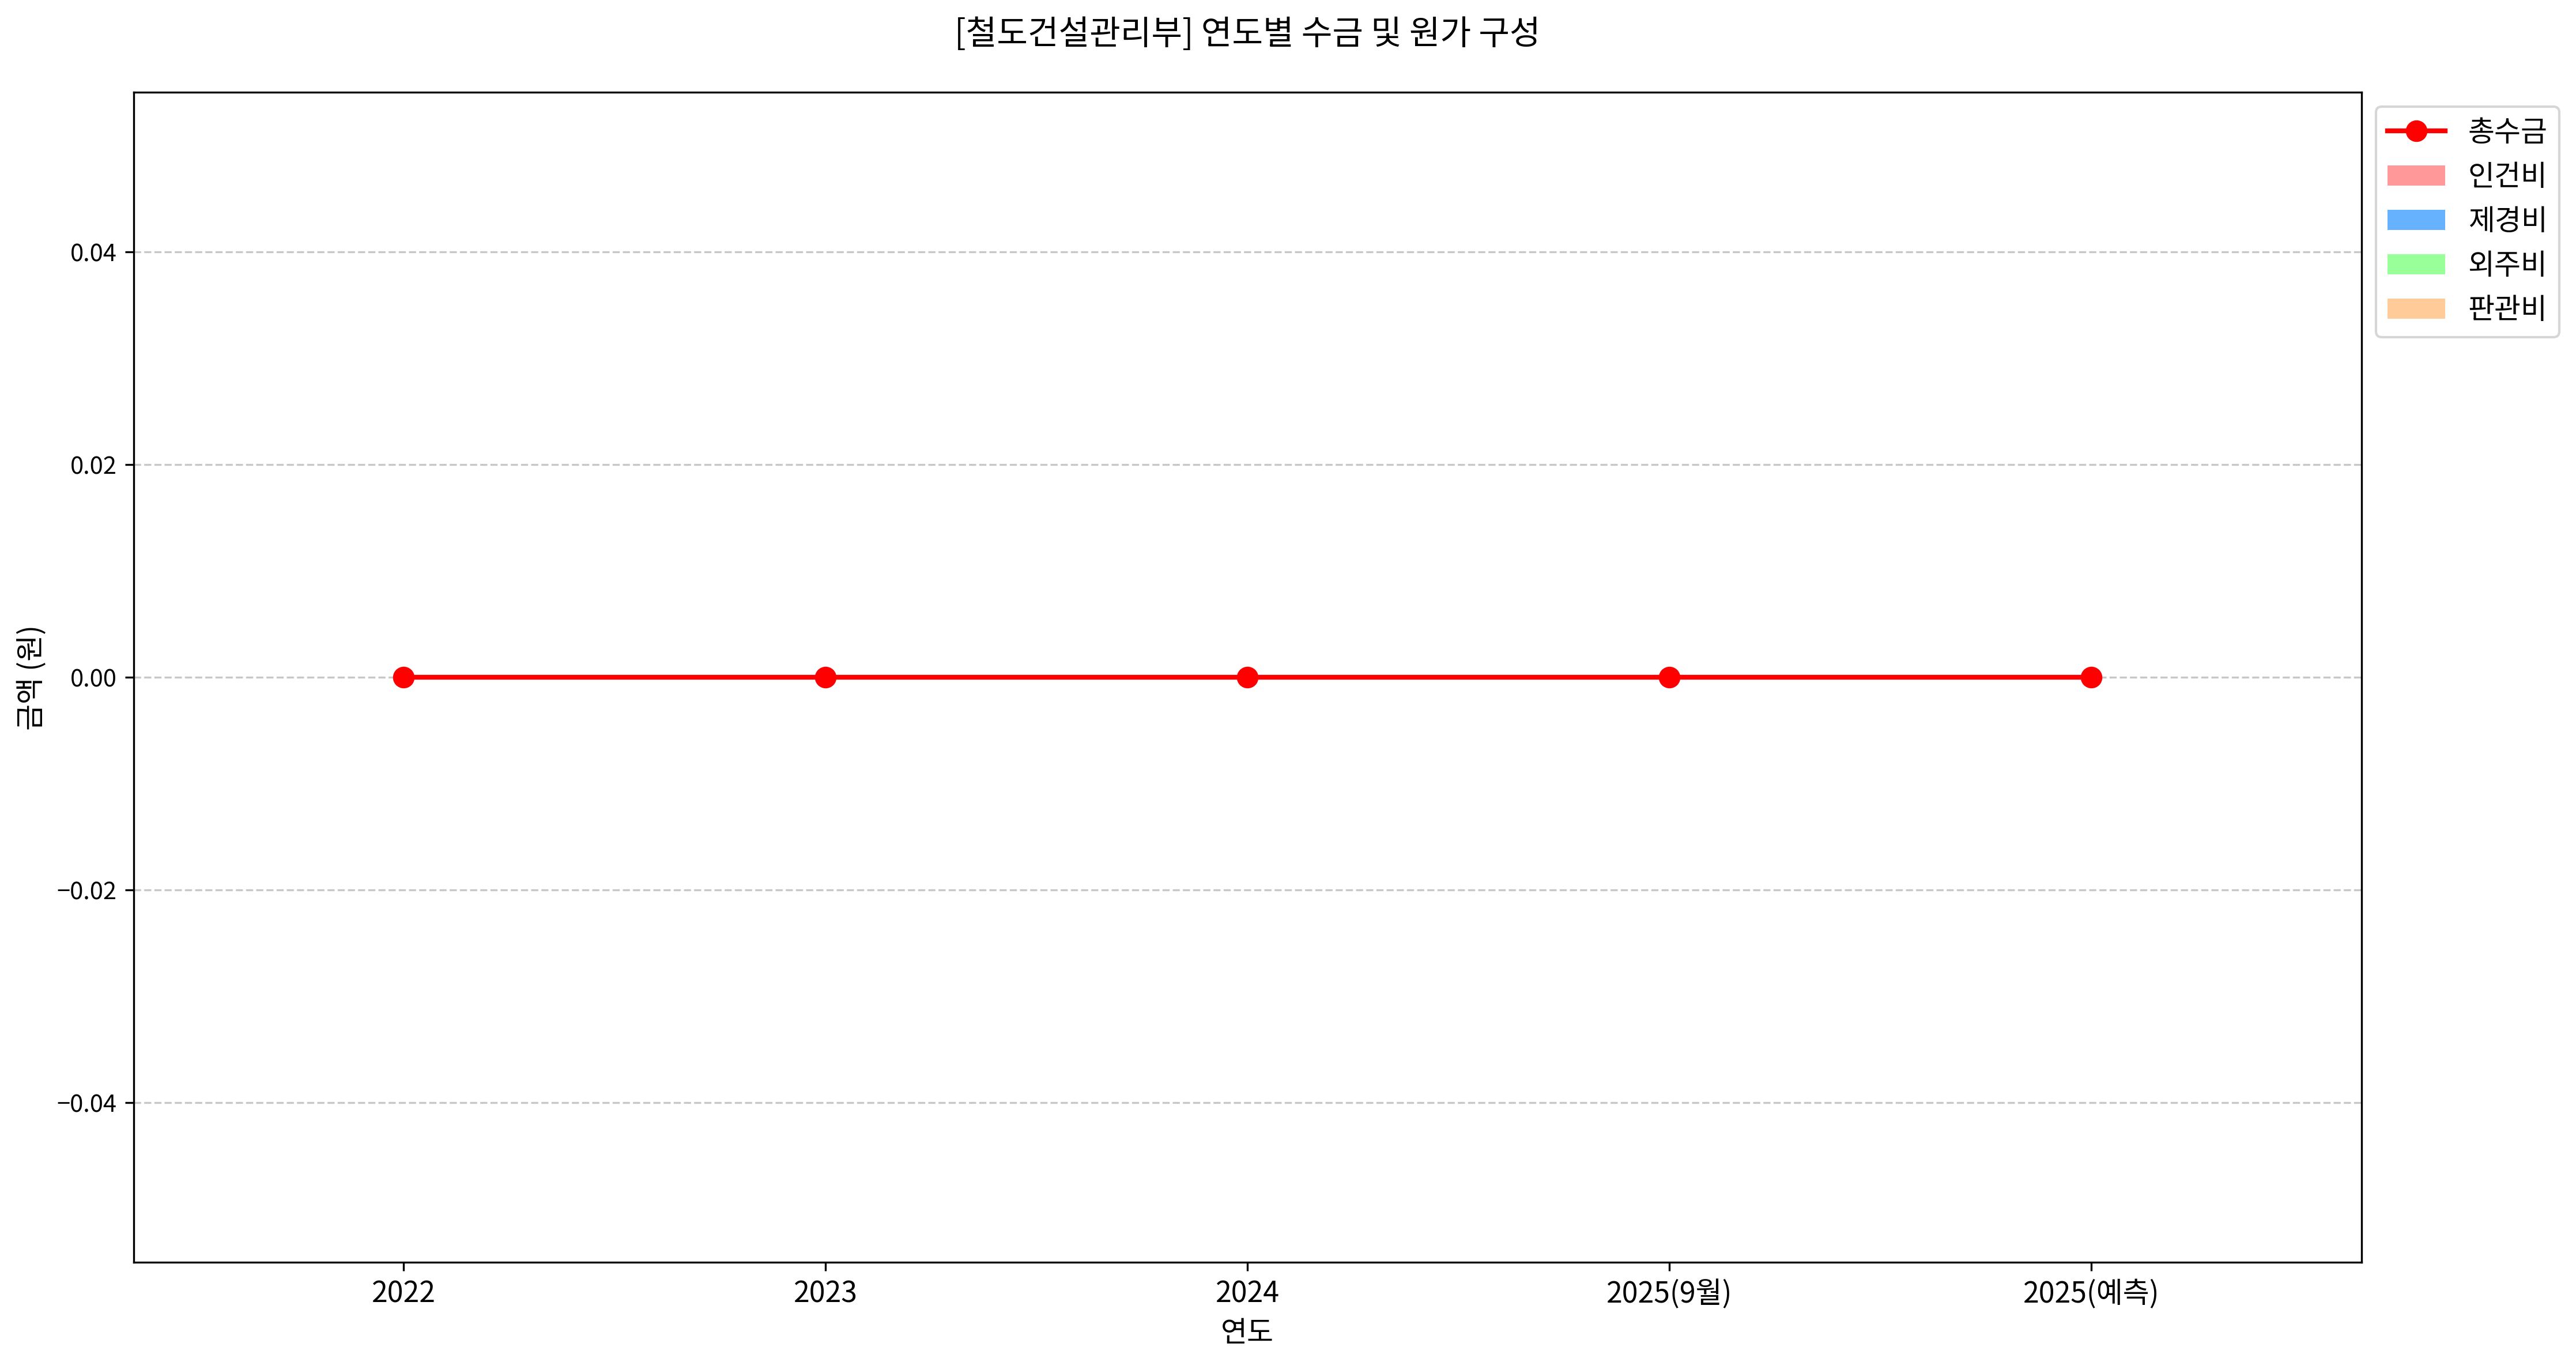 [철도건설관리부] 연도별 수금 및 원가 구성
총수금
인건비
제경비
외주비
판관비
금액 (원)
0.04
0.02
0.00
−0.02
−0.04
2022
2023
2024
2025(9월)
2025(예측)
연도